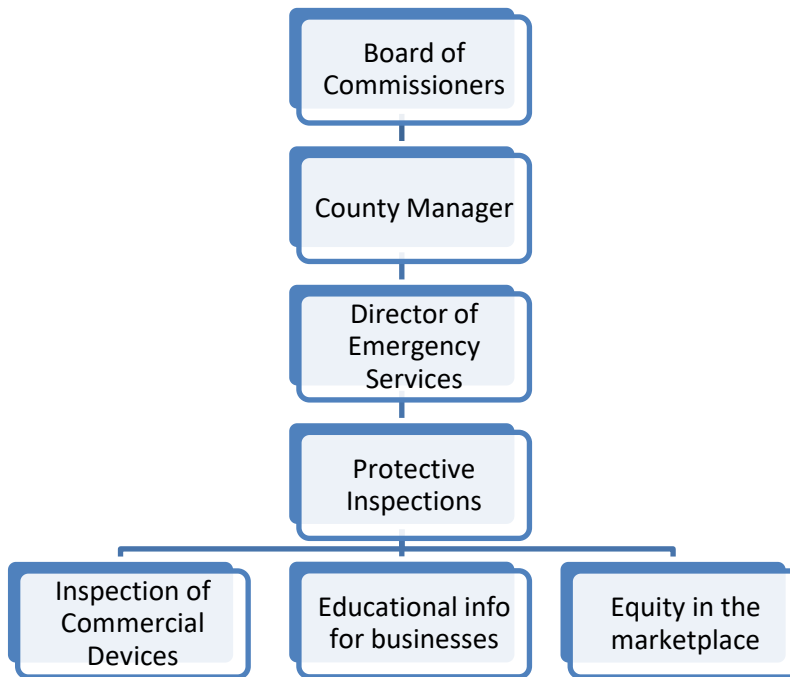 Board of
Commissioners
County Manager
Director of
Emergency
Services
Protective
Inspections
Inspection of
Commercial
Devices
Educational info
for businesses
Equity in the
marketplace